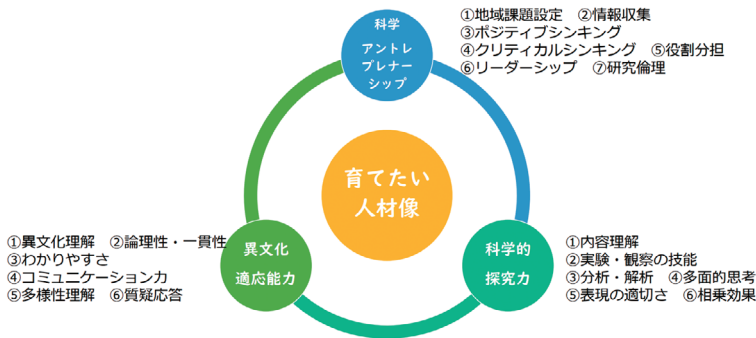 科学
アントレ
プレナー
シップ
①地域課題設定　②情報収集
③ポジティブシンキング
④クリティカルシンキング　⑤役割分担
⑥リーダーシップ　⑦研究倫理
育てたい
人材像
①異文化理解　②論理性・一貫性
③わかりやすさ
④コミュニケーション力
⑤多様性理解　⑥質疑応答
異文化
適応能力
科学的
探究力
①内容理解
②実験・観察の技能
③分析・解析　④多面的思考
⑤表現の適切さ　⑥相乗効果